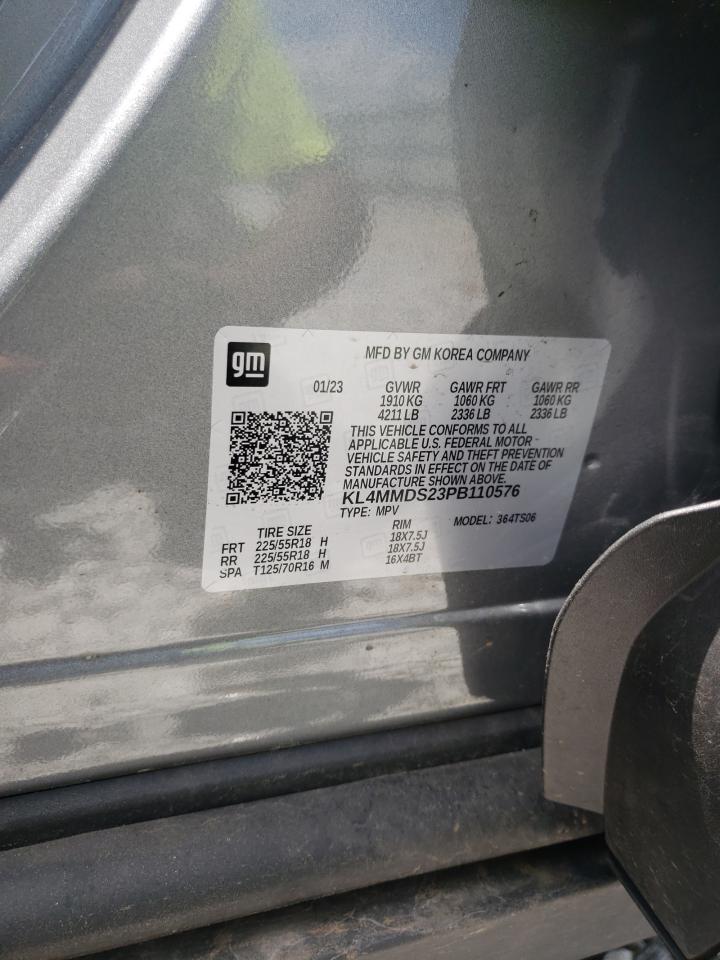 gm
MFD BY GM KOREA COMPANY
01/23 GVWR GAWR FRT GAWR RR
1910 KG 1060 KG 1060 KG
4211 LB 2336 LB 2336 LB
THIS VEHICLE CONFORMS TO ALL
APPLICABLE U.S. FEDERAL MOTOR
VEHICLE SAFETY AND THEFT PREVENTION
STANDARDS IN EFFECT ON THE DATE OF
MANUFACTURE SHOWN ABOVE.
KL4MMDS23PB110576
TYPE: MPV MODEL: 364TS06
TIRE SIZE RIM
FRT 225/55R18 H 18X7.5J
RR 225/55R18 H 18X7.5J
SPA T125/70R16 M 16X4BT